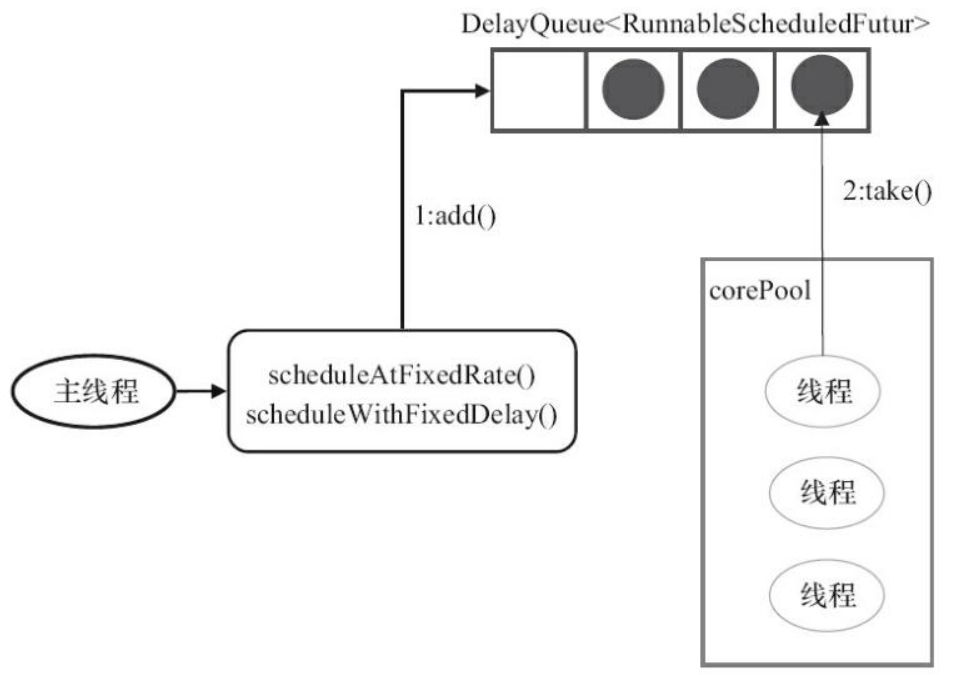 DelayQueue<RunnableScheduledFutur>
1:add()
2:take()
corePool
主线程
scheduleAtFixedRate()
scheduleWithFixedDelay()
线程
线程
线程